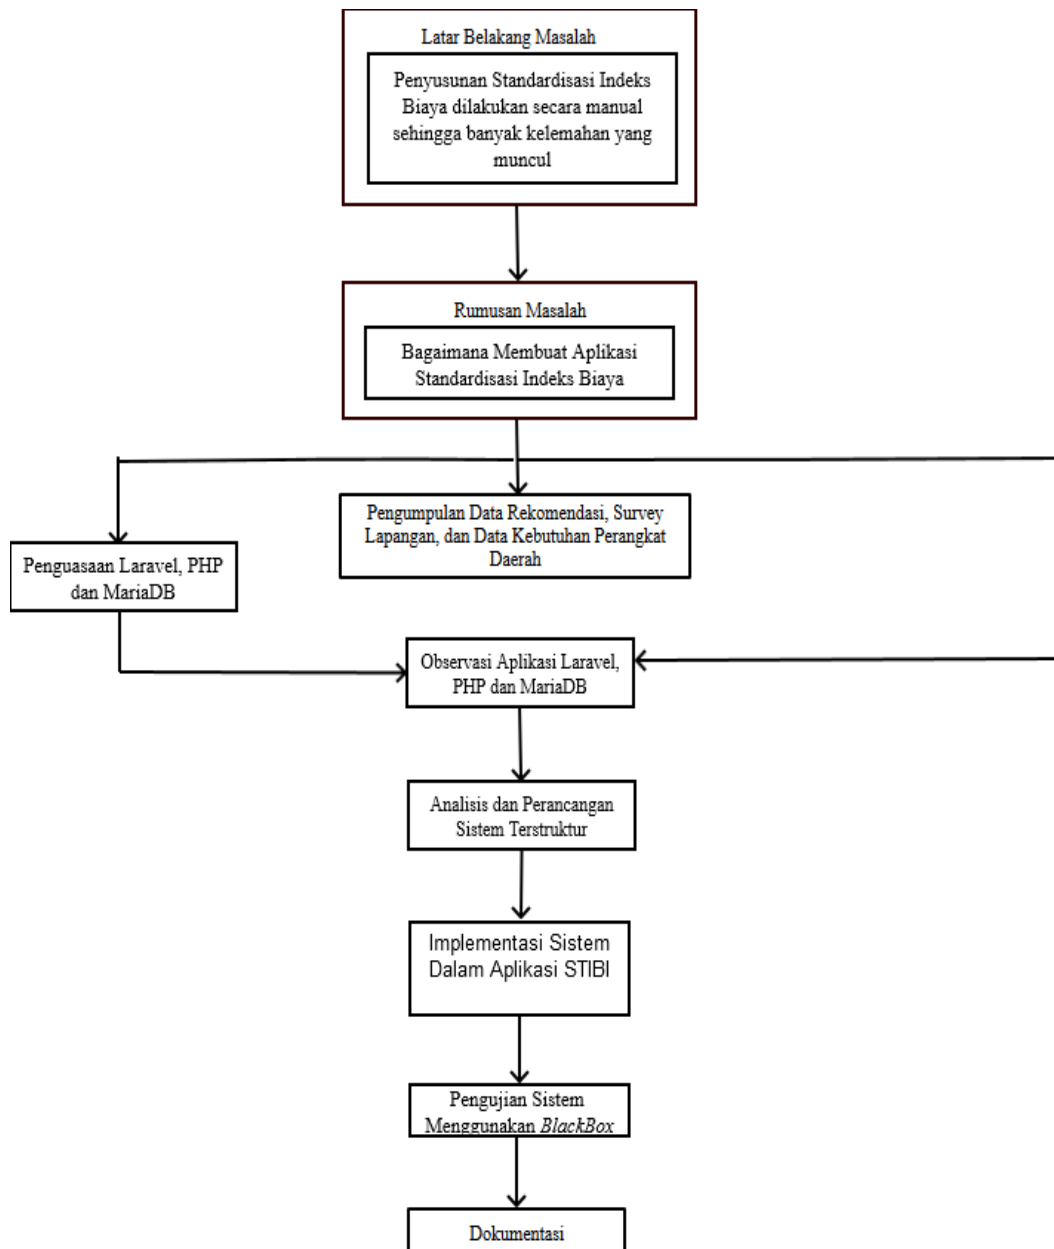 Latar Belakang Masalah
Penyusunan Standardisasi Indeks
Biaya dilakukan secara manual
sehingga banyak kelemahan yang
muncul
Rumusan Masalah
Bagaimana Membuat Aplikasi
Standardisasi Indeks Biaya
Pengumpulan Data Rekomendasi, Survey
Lapangan, dan Data Kebutuhan Perangkat
Daerah
Penguasaan Laravel, PHP
dan MariaDB
Observasi Aplikasi Laravel,
PHP dan MariaDB
Analisis dan Perancangan
Sistem Terstruktur
Implementasi Sistem
Dalam Aplikasi STIBI
Pengujian Sistem
Menggunakan BlackBox
Dokumentasi